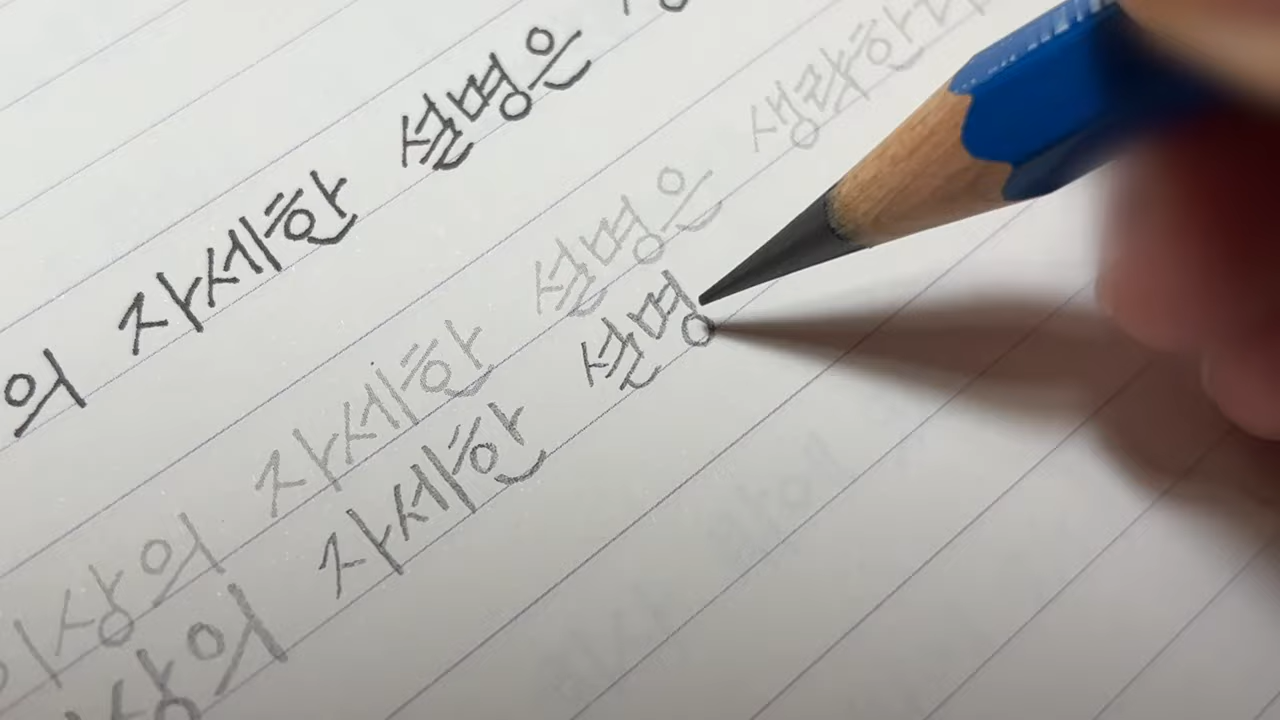 의 자세한 설명은
이상의 자세한 설명은 생략한다
상의 자세한 설명